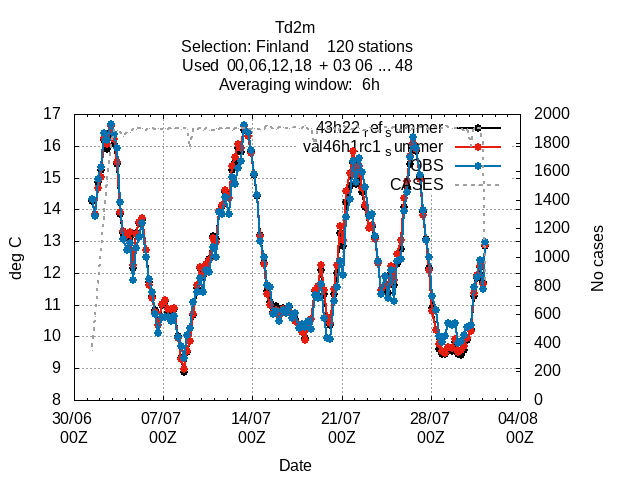 Td2m
Selection: Finland 120 stations
Used 00,06,12,18 + 03 06 ... 48
Averaging window: 6h
17 2000
43h22_ref_summer
16 1800
val46h1rc1_summer
1600
OBS
15 CASES
1400
14
1200
13
deg C No cases
1000
12
800
11
600
10
400
9
200
8 0
30/06 07/07 14/07 21/07 28/07 04/08
00Z 00Z 00Z 00Z 00Z 00Z
Date